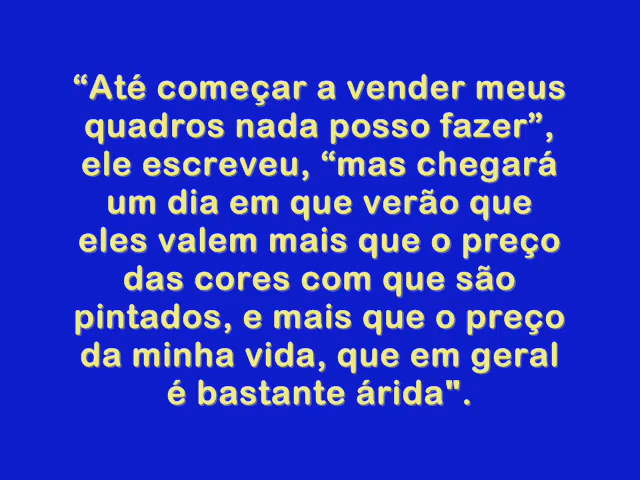 “Até começar a vender meus
quadros nada posso fazer”,
ele escreveu, “mas chegará
um dia em que verão que
eles valem mais que o preço
das cores com que são
pintados, e mais que o preço
da minha vida, que em geral
é bastante árida".